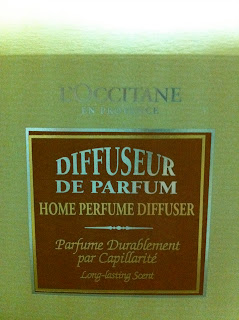 L'OCCITANE
EN PROVENCE
DIFFUSEUR
DE PARFUM
HOME PERFUME DIFFUSER
Parfume Durablement
par Capillarité
Long-lasting Scent